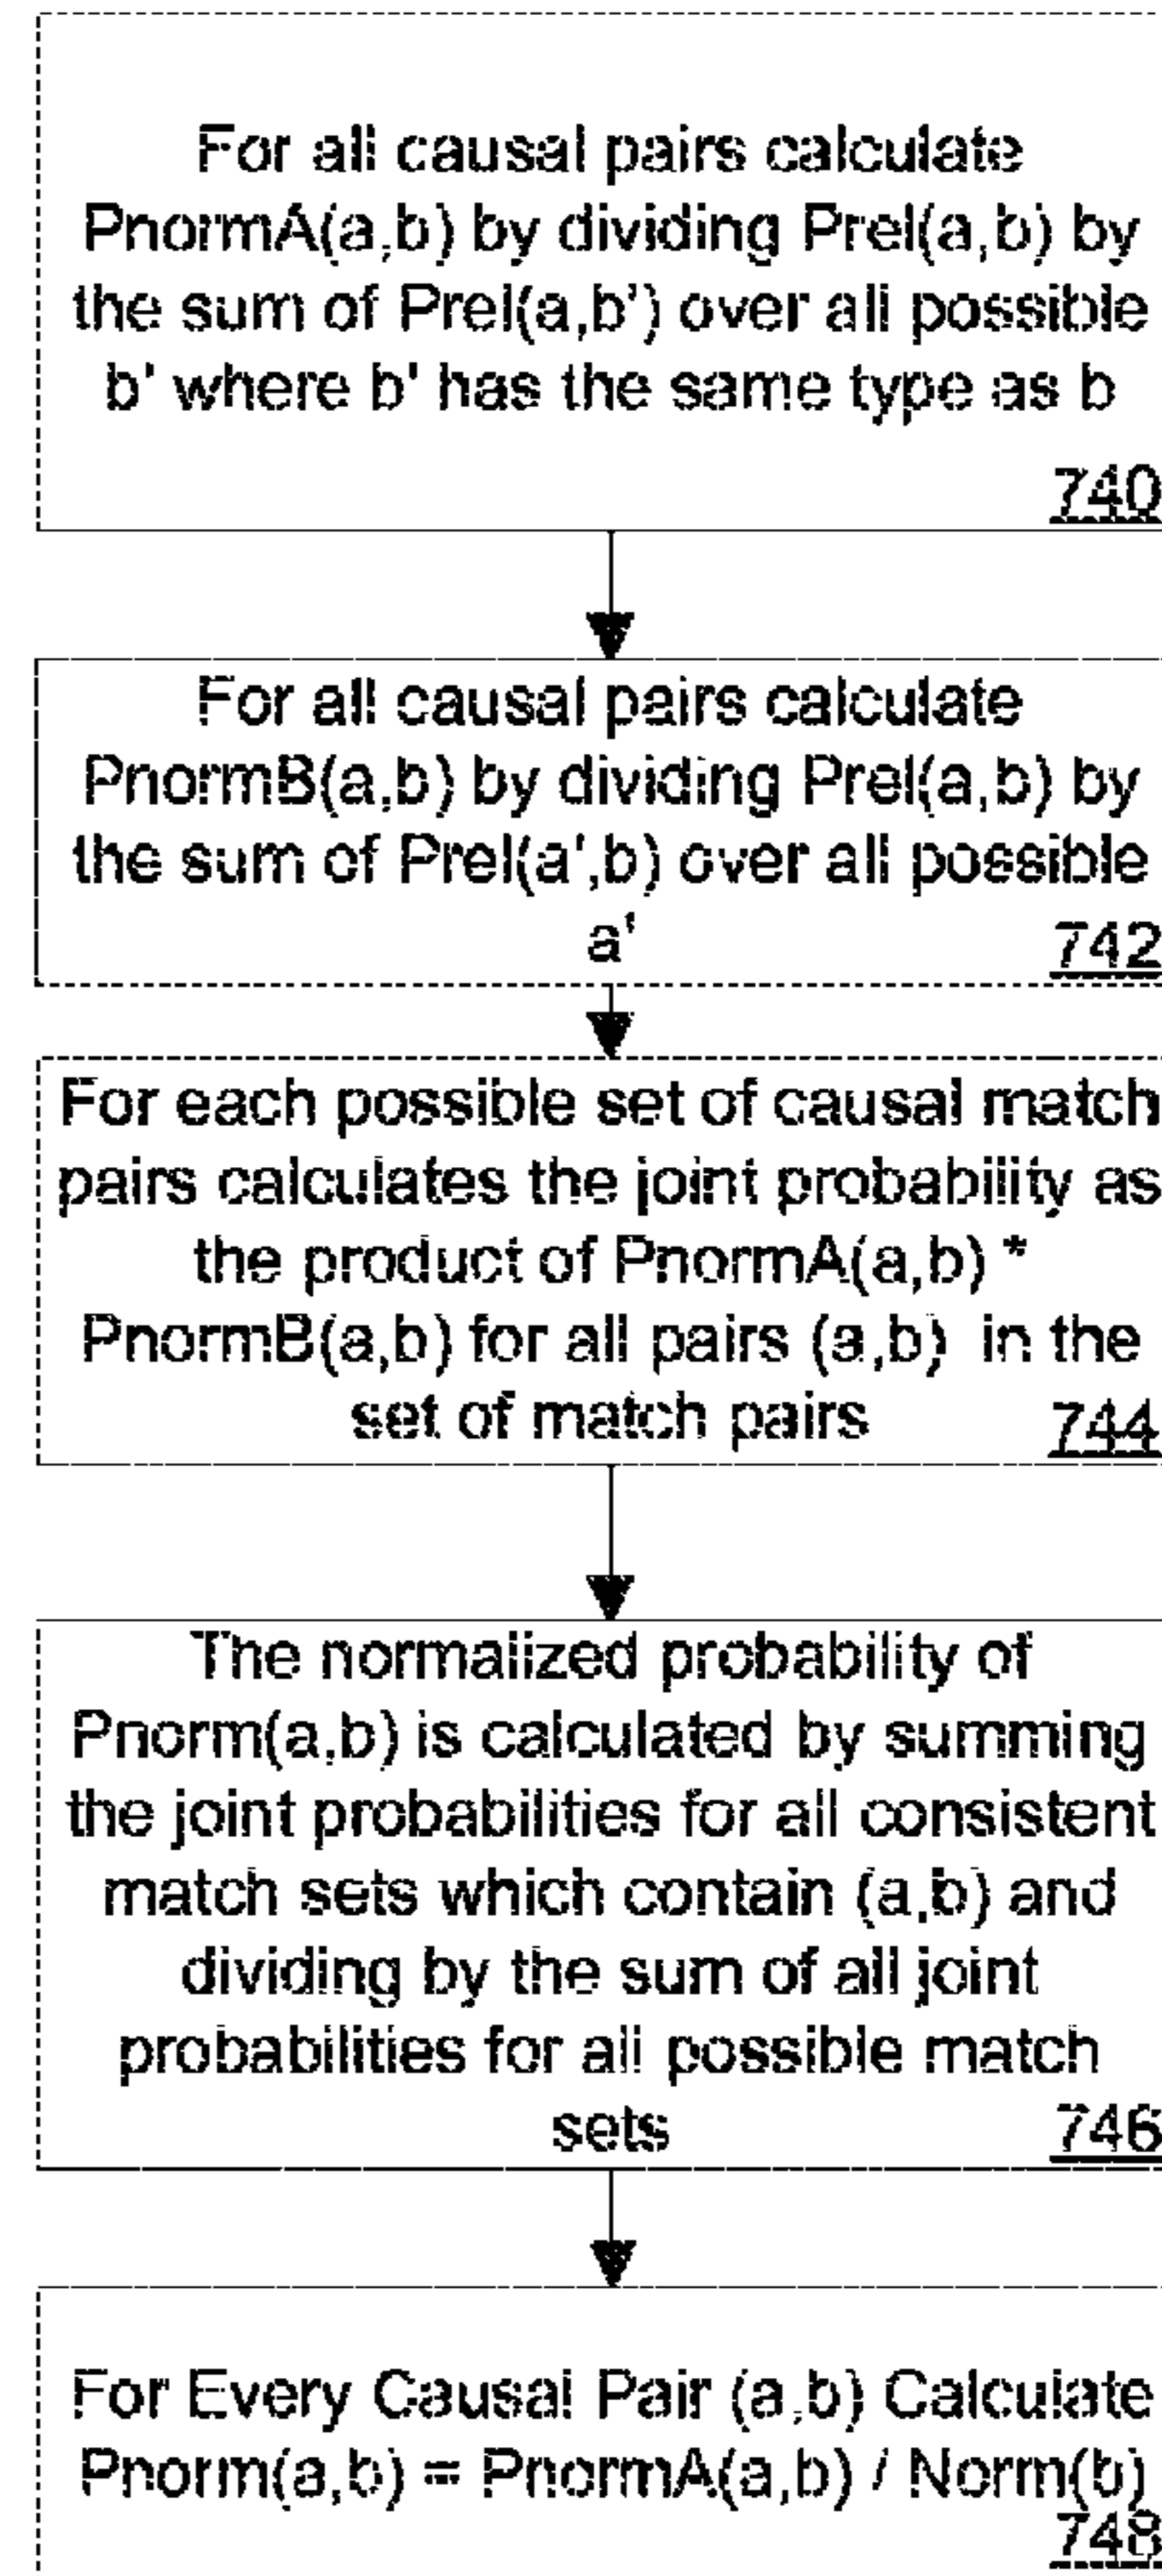 For all causal pairs calculate
PnormA(a,b) by dividing Prel(a,b) by
the sum of Prel(a,b') over all possible
b' where b' has the same type as b
740
For all causal pairs calculate
PnormB(a,b) by dividing Prel(a,b) by
the sum of Prel(a',b) over all possible
a'
742
For each possible set of causal match
pairs calculates the joint probability as
the product of PnormA(a,b) *
PnormB(a,b) for all pairs (a,b) in the
set of match pairs
744
The normalized probability of
Pnorm(a,b) is calculated by summing
the joint probabilities for all consistent
match sets which contain (a,b) and
dividing by the sum of all joint
probabilities for all possible match
sets
746
For Every Causal Pair (a,b) Calculate
Pnorm(a,b) = PnormA(a,b) / Norm(b)
748